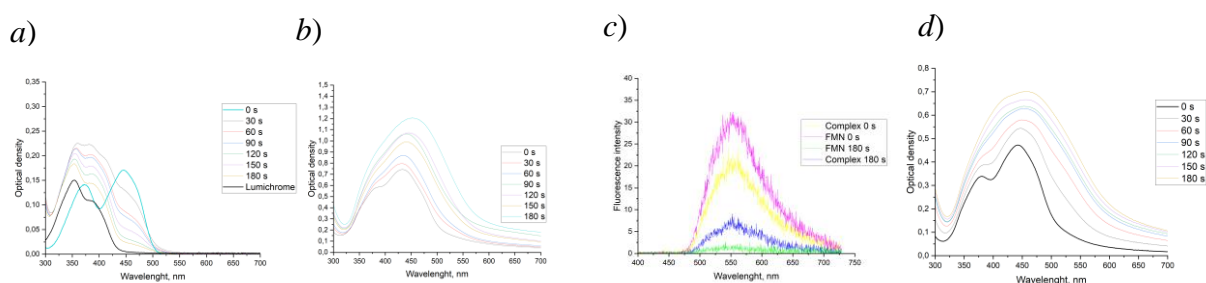 a)
b)
c)
d)
Optical density
0,35
0,30
0,25
0,20
0,15
0,10
0,05
0,00
300 350 400 450 500 550 600 650 700
Wavelenght, nm
0 s
30 s
60 s
90 s
120 s
150 s
180 s
Lumichrome
Optical density
1,5
1,4
1,3
1,2
1,1
1,0
0,9
0,8
0,7
0,6
0,5
0,4
0,3
0,2
0,1
0,0
300 350 400 450 500 550 600 650 700
Wavelenght, nm
0 s
30 s
60 s
90 s
120 s
150 s
180 s
Fluorescence intensity
40
35
30
25
20
15
10
5
0
400 450 500 550 600 650 700 750
Wavelenght, nm
Complex 0 s
FMN 0 s
FMN 180 s
Complex 180 s
Optical density
0,8
0,7
0,6
0,5
0,4
0,3
0,2
0,1
0,0
300 350 400 450 500 550 600 650 700
Wavelenght, nm
0 s
30 s
60 s
90 s
120 s
150 s
180 s